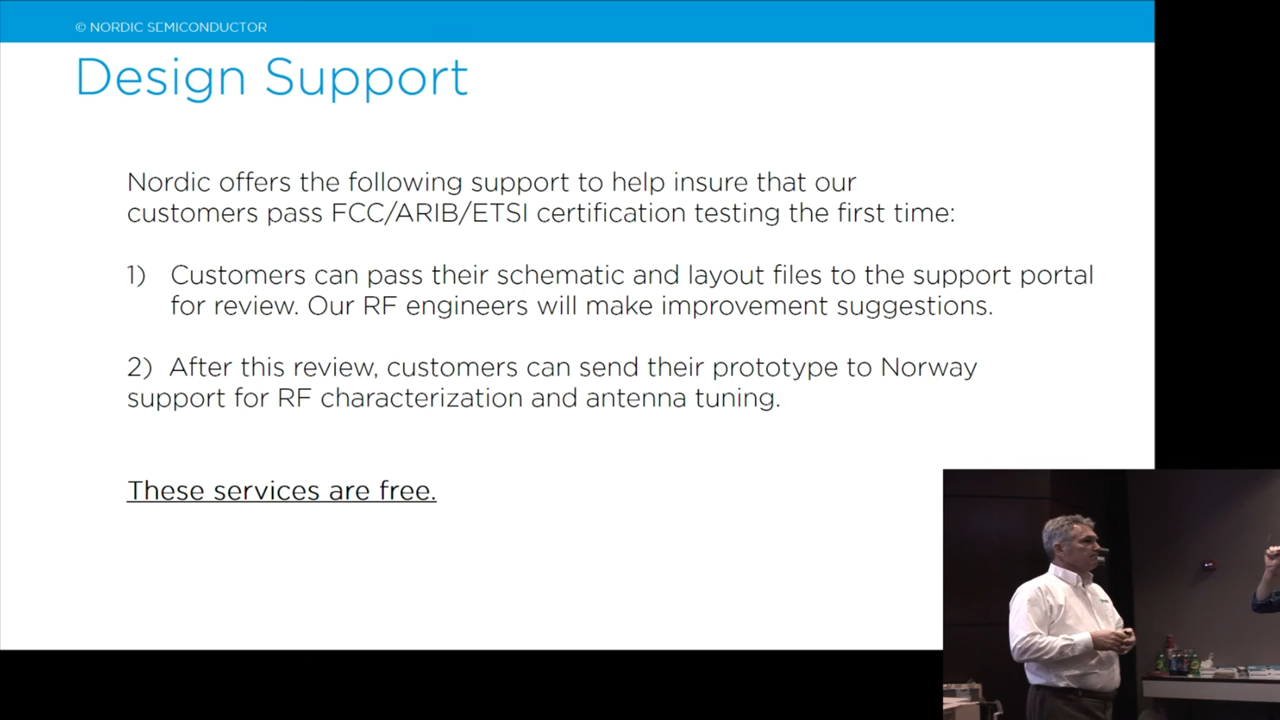 © NORDIC SEMICONDUCTOR
Design Support
Nordic offers the following support to help insure that our
customers pass FCC/ARIB/ETSI certification testing the first time:
1) Customers can pass their schematic and layout files to the support portal
for review. Our RF engineers will make improvement suggestions.
2) After this review, customers can send their prototype to Norway
support for RF characterization and antenna tuning.
These services are free.